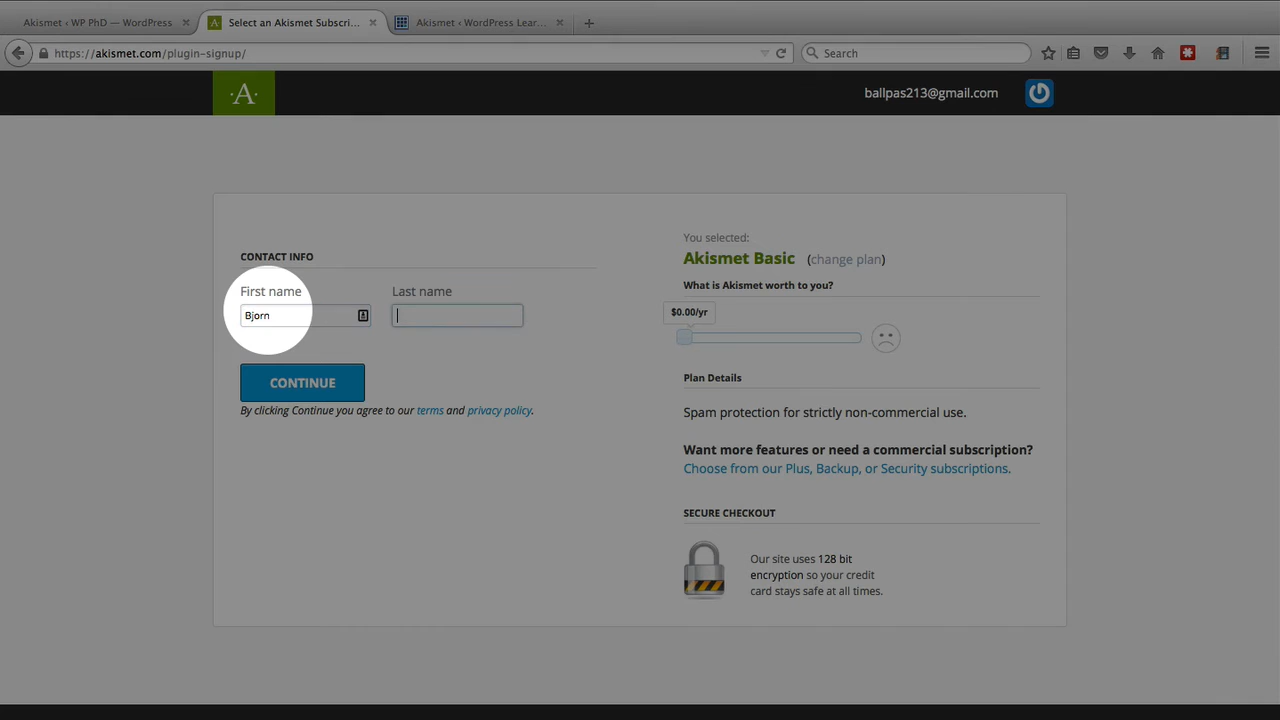 Akismet ‹ WP PhD — WordPress
Select an Akismet Subscri...
Akismet ‹ WordPress Lear...
https://akismet.com/plugin-signup/
Search
·A·
ballpas213@gmail.com
CONTACT INFO
First name
Last name
Bjorn
CONTINUE
By clicking Continue you agree to our terms and privacy policy.
You selected:
Akismet Basic (change plan)
What is Akismet worth to you?
$0.00/yr
Plan Details
Spam protection for strictly non-commercial use.
Want more features or need a commercial subscription?
Choose from our Plus, Backup, or Security subscriptions.
SECURE CHECKOUT
Our site uses 128 bit
encryption so your credit
card stays safe at all times.